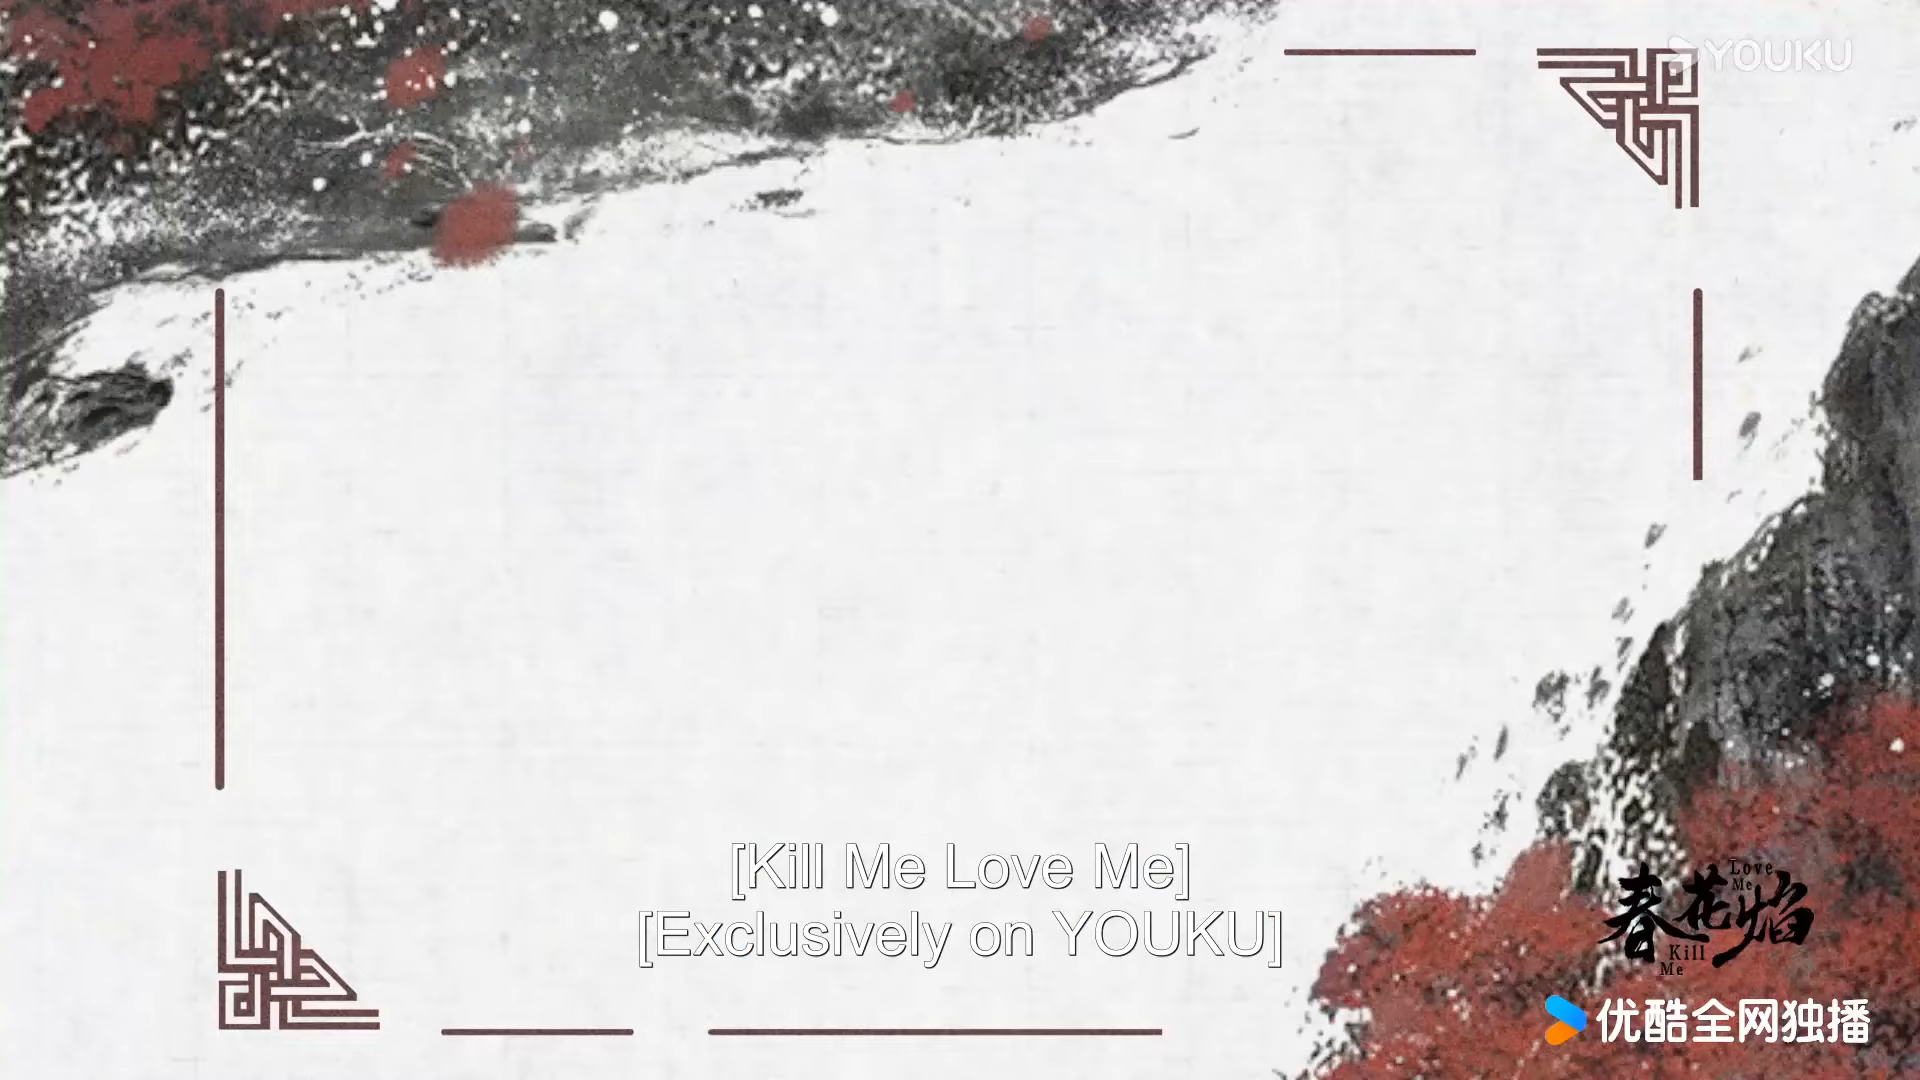 YOUKU
[Kill Me Love Me]
[Exclusively on YOUKU]
Love
Me
春花焰
Kill
Me
优酷全网独播